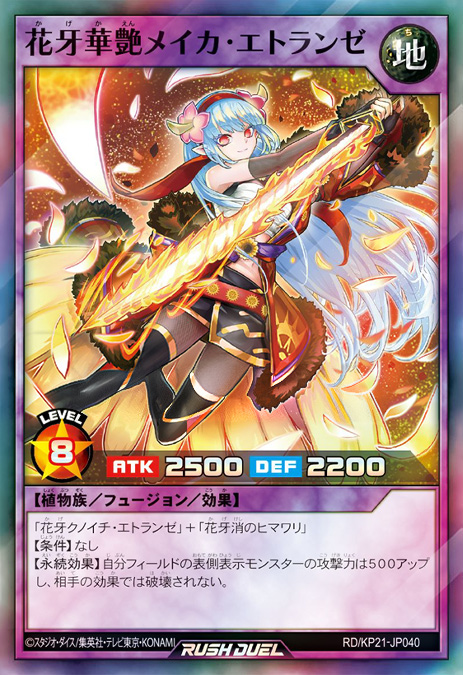 花牙華艶メイカ・エトランゼ
地
LEVEL
8
ATK 2500 DEF 2200
【植物族/フュージョン/効果】
「花牙クノイチ・エトランゼ」+「花牙消のヒマワリ」
【条件】なし
【永続効果】自分フィールドの表側表示モンスターの攻撃力は500アップ
し、相手の効果では破壊されない。
©スタジオ・ダイス/集英社・テレビ東京・KONAMI
RUSH DUEL
RD/KP21-JP040